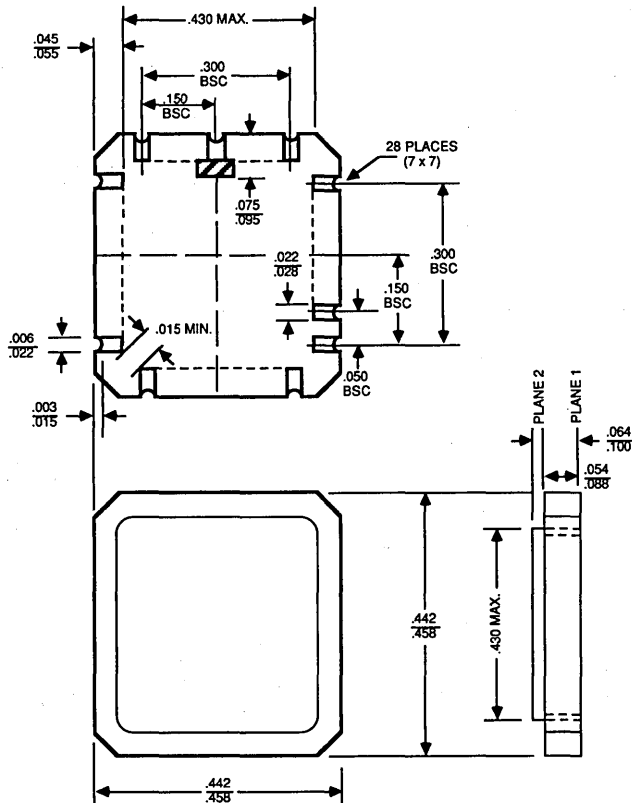 .430 MAX.
.045
.055
.300
BSC
.150
BSC
28 PLACES
(7 x 7)
.075
.095
.022
.028
.300
BSC
.150
BSC
.006
.022
.015 MIN.
.050
BSC
.003
.015
PLANE 2
PLANE 1
.064
.100
.054
.088
.442
.458
.430 MAX.
.442
.458